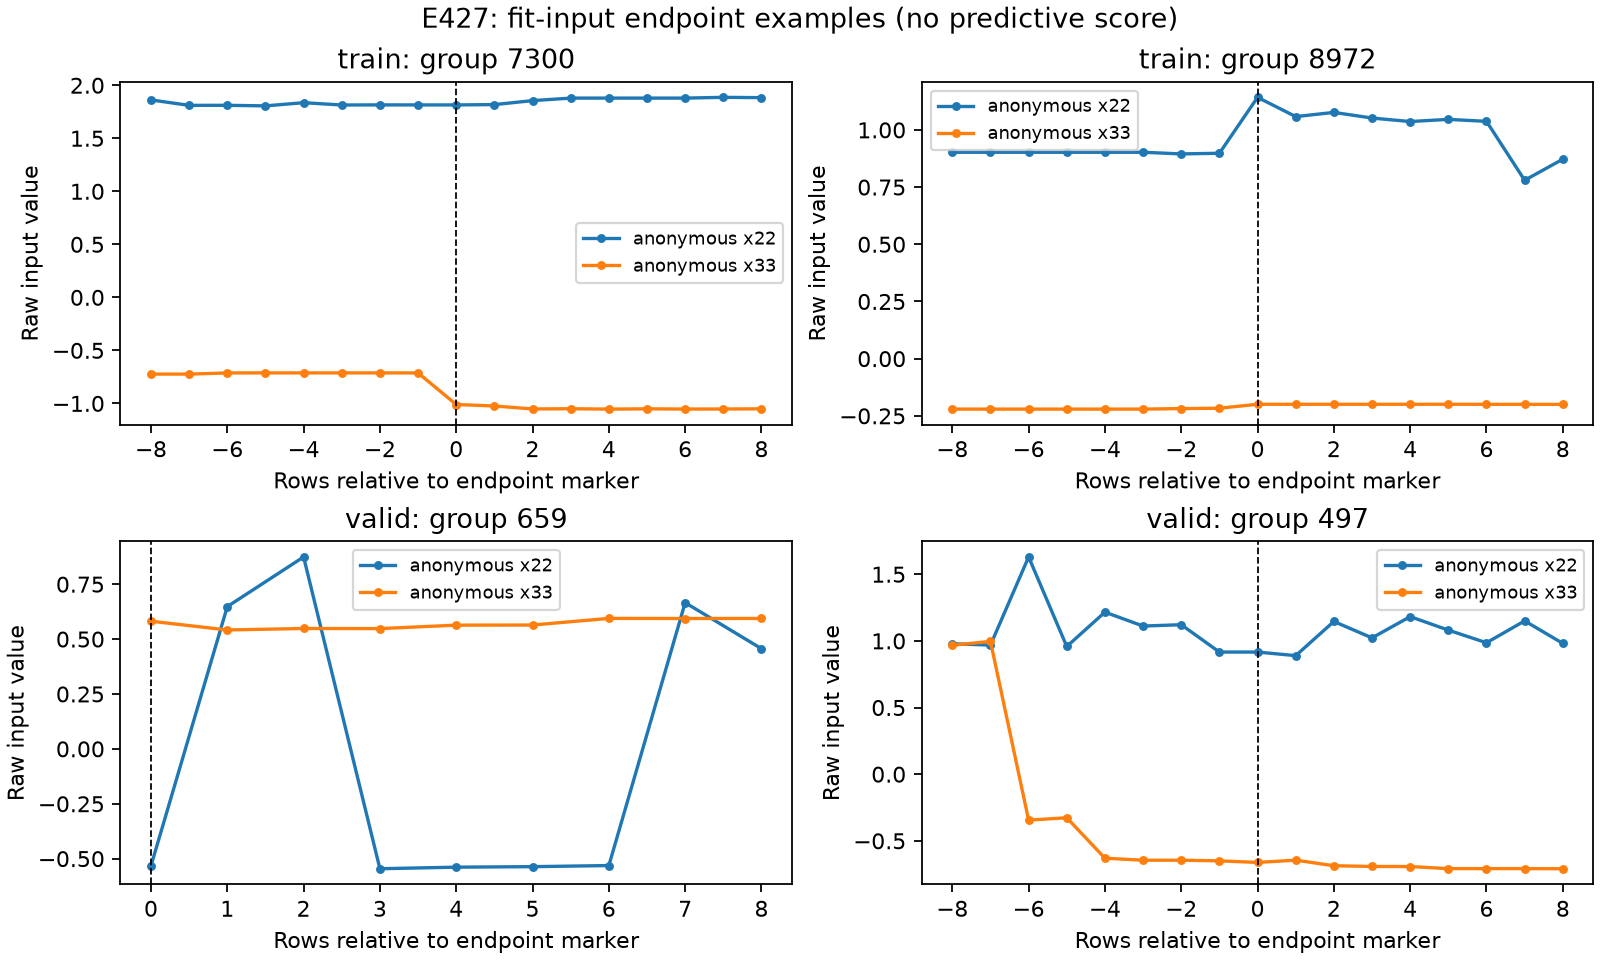 E427: fit-input endpoint examples (no predictive score)
train: group 7300
2.0
1.5
1.0
0.5
0.0
−0.5
−1.0
Raw input value
anonymous x22
anonymous x33
−8 −6 −4 −2 0 2 4 6 8
Rows relative to endpoint marker
train: group 8972
1.00
0.75
0.50
0.25
0.00
−0.25
Raw input value
anonymous x22
anonymous x33
−8 −6 −4 −2 0 2 4 6 8
Rows relative to endpoint marker
valid: group 659
0.75
0.50
0.25
0.00
−0.25
−0.50
Raw input value
anonymous x22
anonymous x33
0 1 2 3 4 5 6 7 8
Rows relative to endpoint marker
valid: group 497
1.5
1.0
0.5
0.0
−0.5
Raw input value
anonymous x22
anonymous x33
−8 −6 −4 −2 0 2 4 6 8
Rows relative to endpoint marker